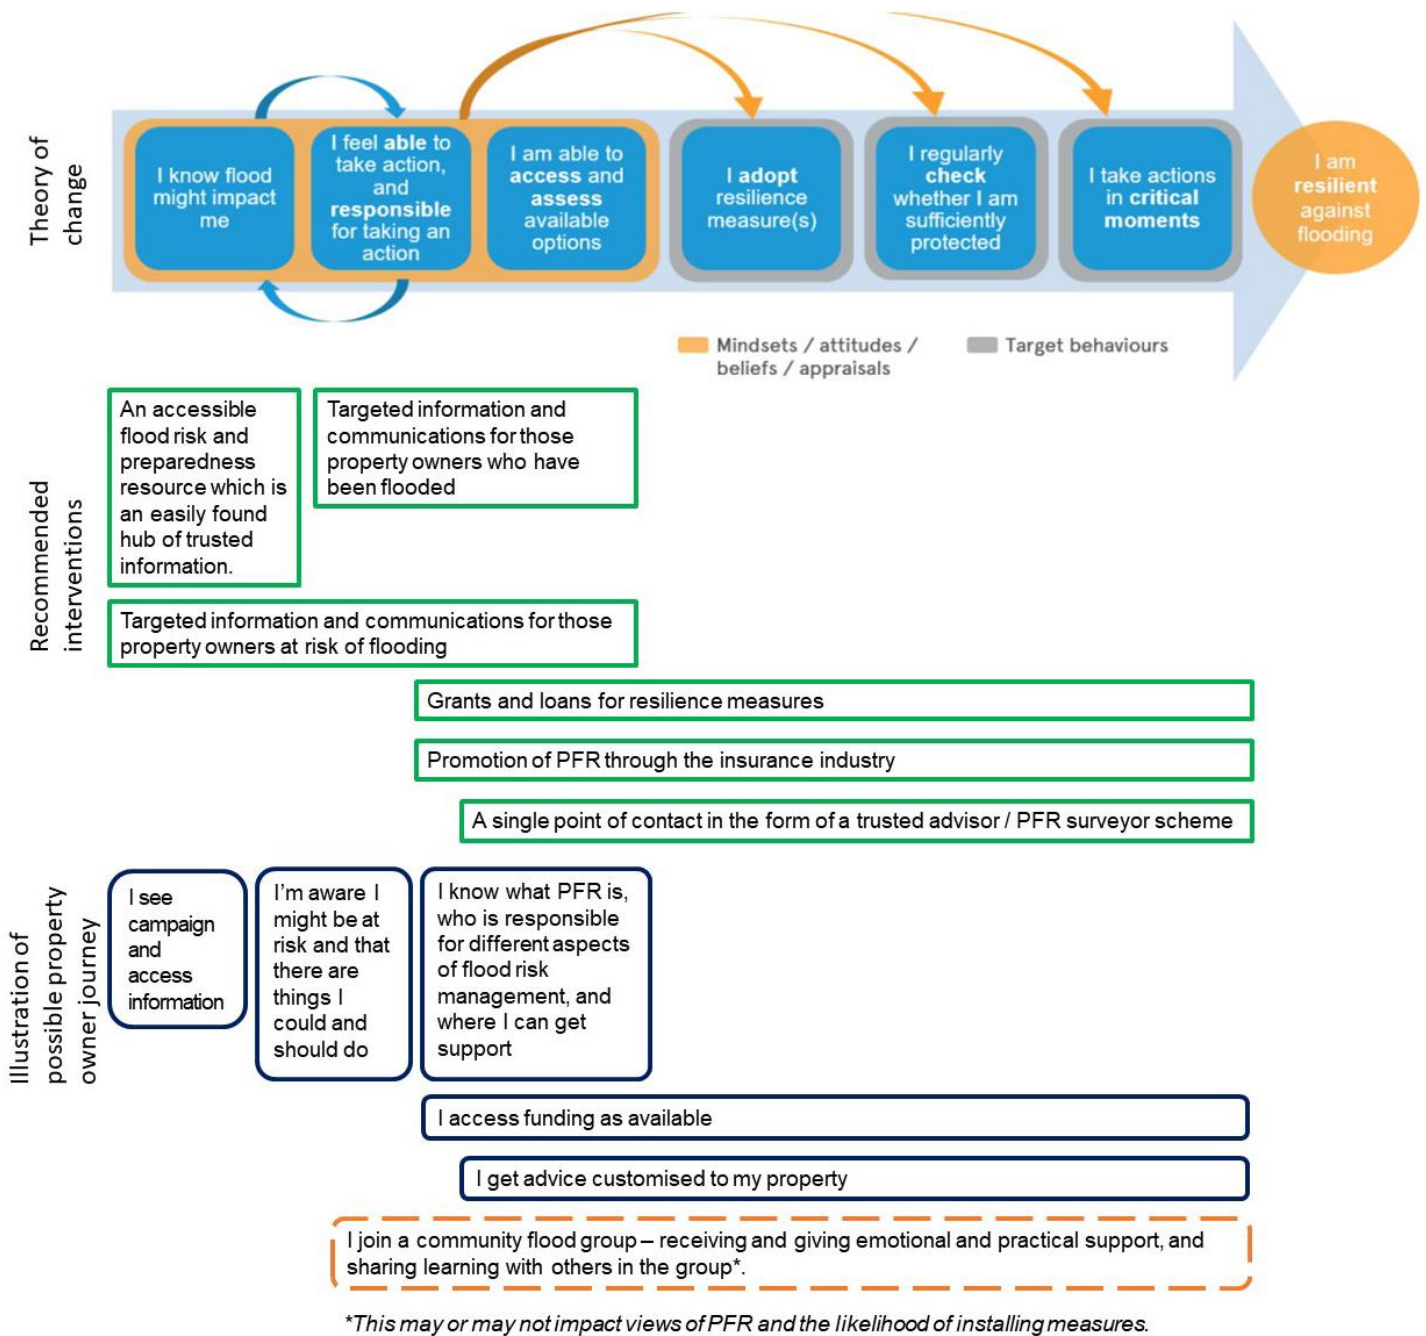 Theory of
change
I know flood
might impact
me
I feel able to
take action,
and
responsible
for taking an
action
I am able to
access and
assess
available
options
I adopt
resilience
measure(s)
I regularly
check
whether I am
sufficiently
protected
I take actions
in critical
moments
I am
resilient
against
flooding
Mindsets / attitudes /
beliefs / appraisals
Target behaviours
Recommended
interventions
An accessible
flood risk and
preparedness
resource which is
an easily found
hub of trusted
information.
Targeted information and
communications for those
property owners who have
been flooded
Targeted information and communications for those
property owners at risk of flooding
Grants and loans for resilience measures
Promotion of PFR through the insurance industry
A single point of contact in the form of a trusted advisor / PFR surveyor scheme
Illustration of
possible property
owner journey
I see
campaign
and
access
information
I'm aware I
might be at
risk and that
there are
things I
could and
should do
I know what PFR is,
who is responsible
for different aspects
of flood risk
management, and
where I can get
support
I access funding as available
I get advice customised to my property
I join a community flood group – receiving and giving emotional and practical support, and
sharing learning with others in the group*.
*This may or may not impact views of PFR and the likelihood of installing measures.